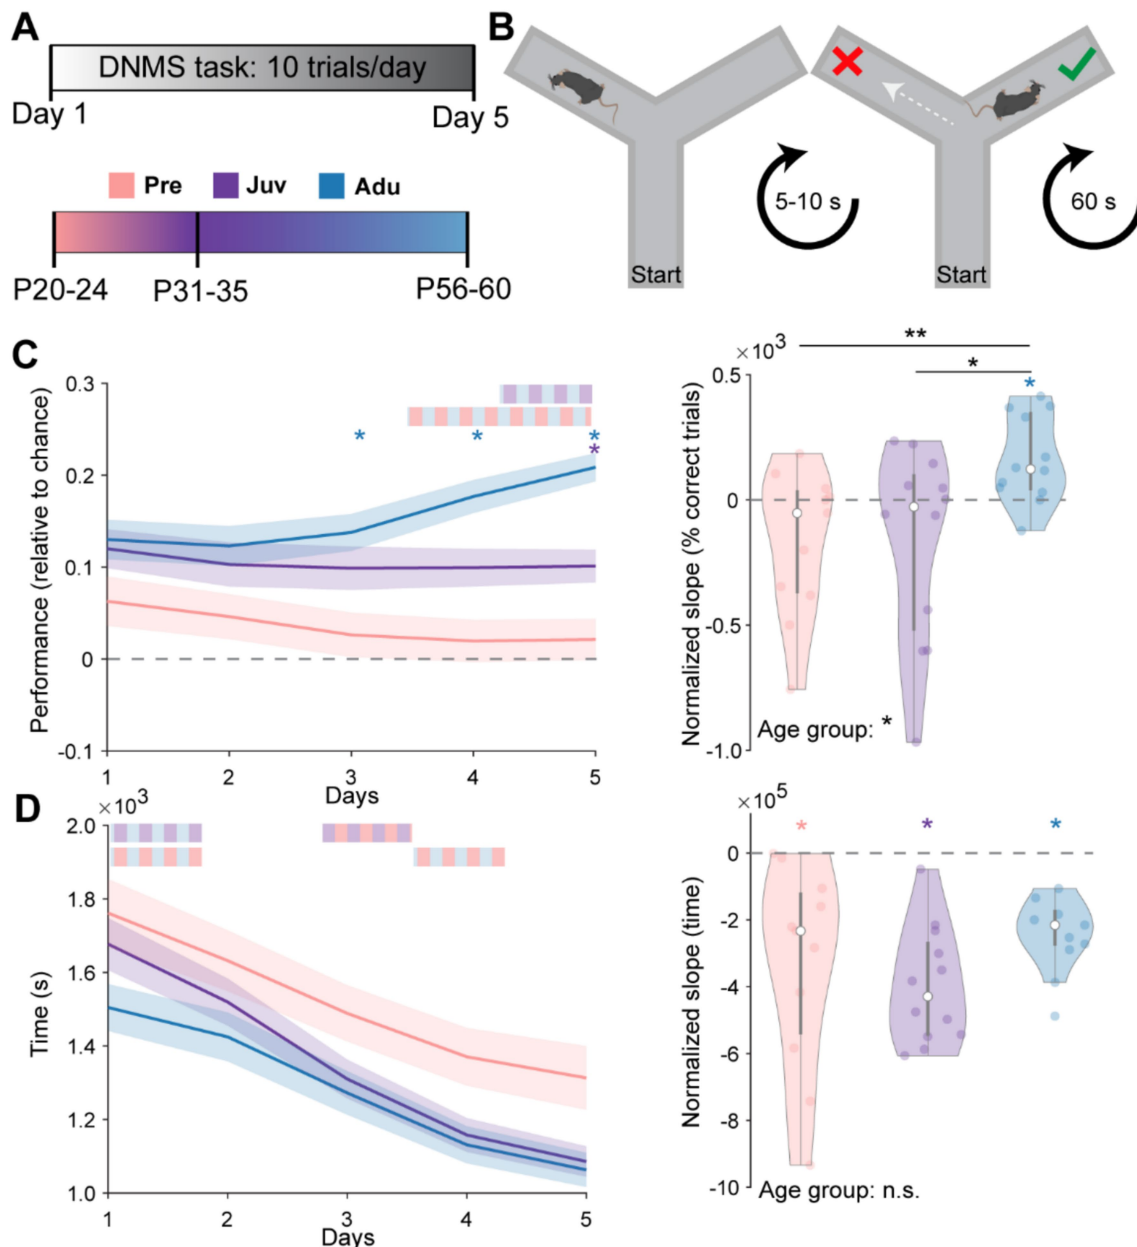 A
DNMS task: 10 trials/day
Day 1
Day 5
Pre Juv Adu
P20-24 P31-35 P56-60
B
5-10 s
60 s
Start
Start
C
Performance (relative to chance)
0.3
0.2
0.1
0
-0.1
*
*
*
*
1 2 3 4 5
Days
×10³
Normalized slope (% correct trials)
0.5
0
-0.5
-1.0
**
*
*
Age group: *
D
×10³
Time (s)
2.0
1.8
1.6
1.4
1.2
1.0
1 2 3 4 5
Days
×10⁵
Normalized slope (time)
0
-2
-4
-6
-8
-10
* * *
Age group: n.s.